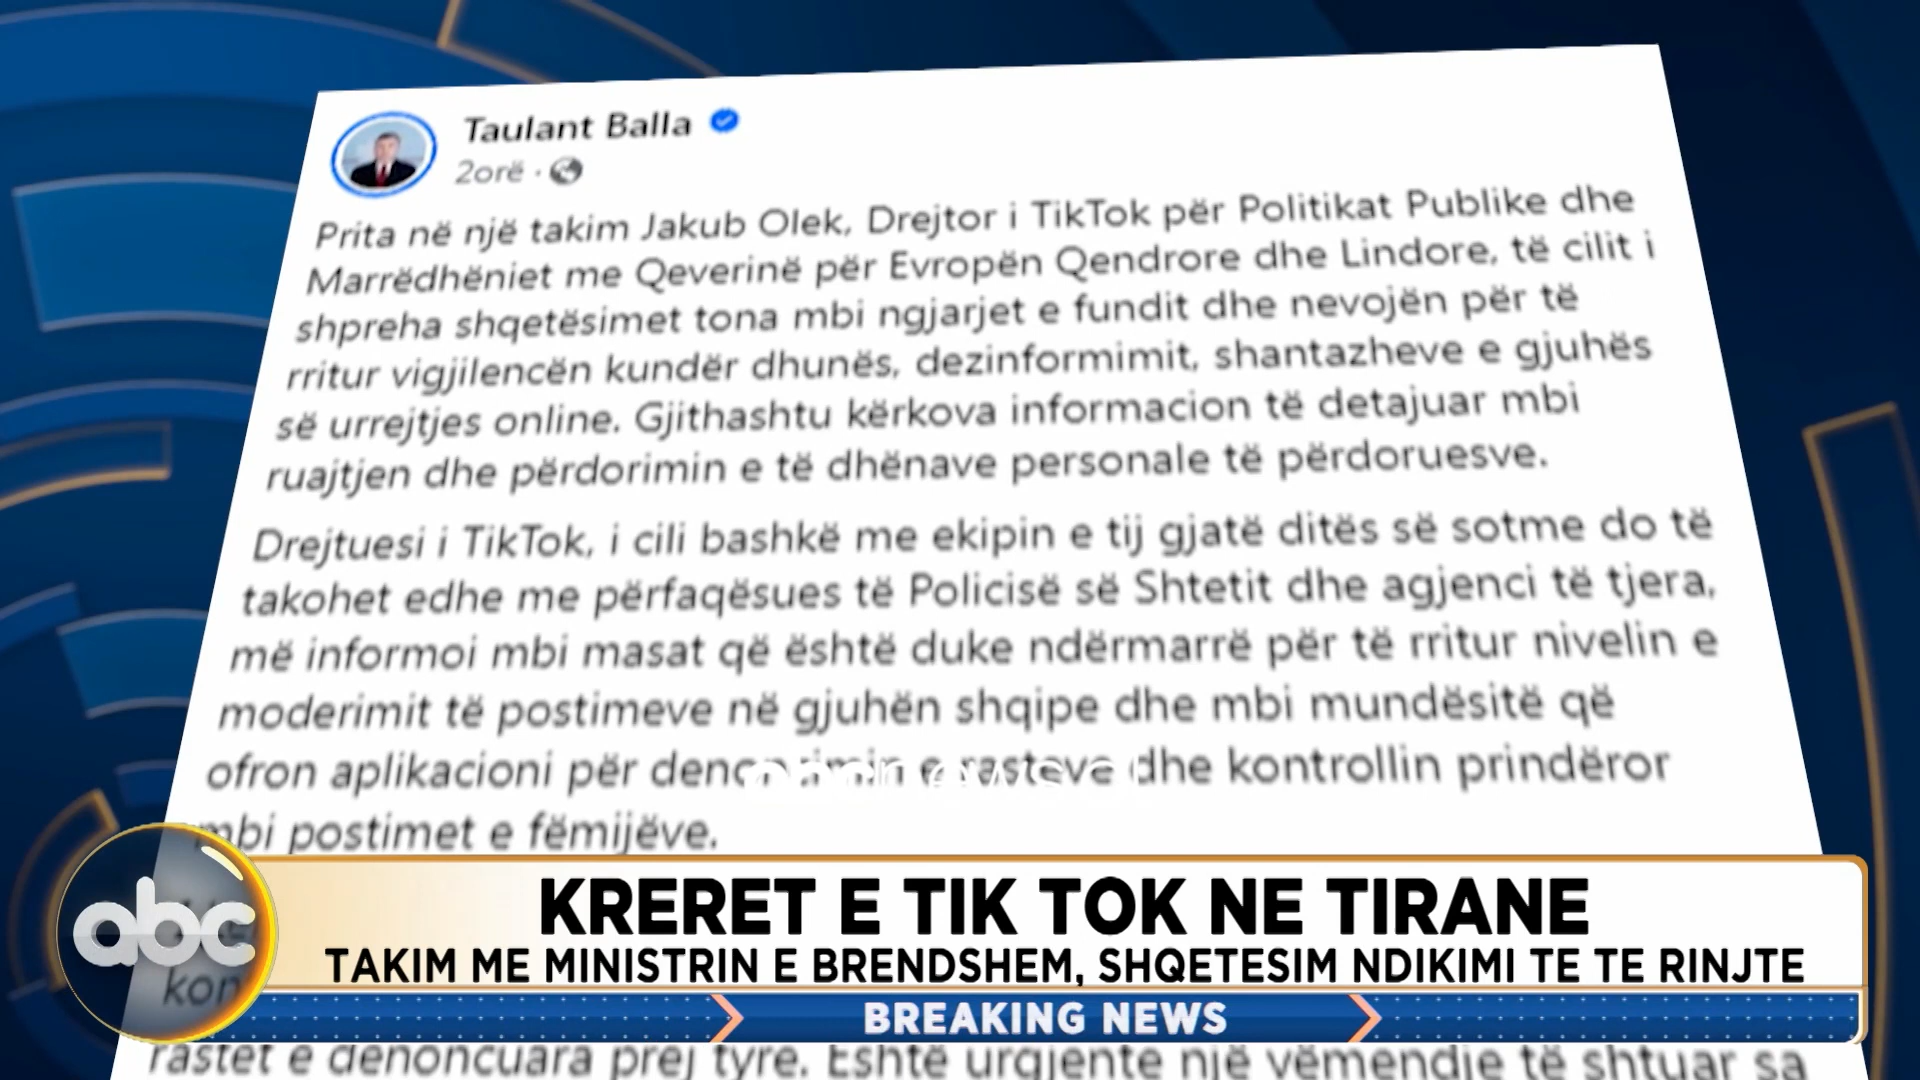 Taulant Balla
2orë ·
Prita në një takim Jakub Olek, Drejtor i TikTok për Politikat Publike dhe
Marrëdhëniet me Qeverinë për Evropën Qendrore dhe Lindore, të cilit i
shpreha shqetësimet tona mbi ngjarjet e fundit dhe nevojën për të
rritur vigjilencën kundër dhunës, dezinformimit, shantazheve e gjuhës
së urrejtjes online. Gjithashtu kërkova informacion të detajuar mbi
ruajtjen dhe përdorimin e të dhënave personale të përdoruesve.
Drejtuesi i TikTok, i cili bashkë me ekipin e tij gjatë ditës së sotme do të
takohet edhe me përfaqësues të Policisë së Shtetit dhe agjenci të tjera,
më informoi mbi masat që është duke ndërmarrë për të rritur nivelin e
moderimit të postimeve në gjuhën shqipe dhe mbi mundësitë që
ofron aplikacioni për denoncimin e rasteve dhe kontrollin prindëror
mbi postimet e fëmijëve.
abc
KRERET E TIK TOK NE TIRANE
TAKIM ME MINISTRIN E BRENDSHEM, SHQETESIM NDIKIMI TE TE RINJTE
kon
BREAKING NEWS
rastet e denoncuara prej tyre. Është urgjente një vëmendje të shtuar sa